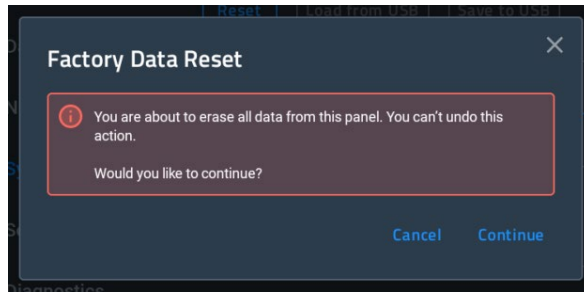 Reset Load from USB Save to USB
Factory Data Reset
You are about to erase all data from this panel. You can't undo this
action.
Would you like to continue?
Cancel Continue
Diagnostics